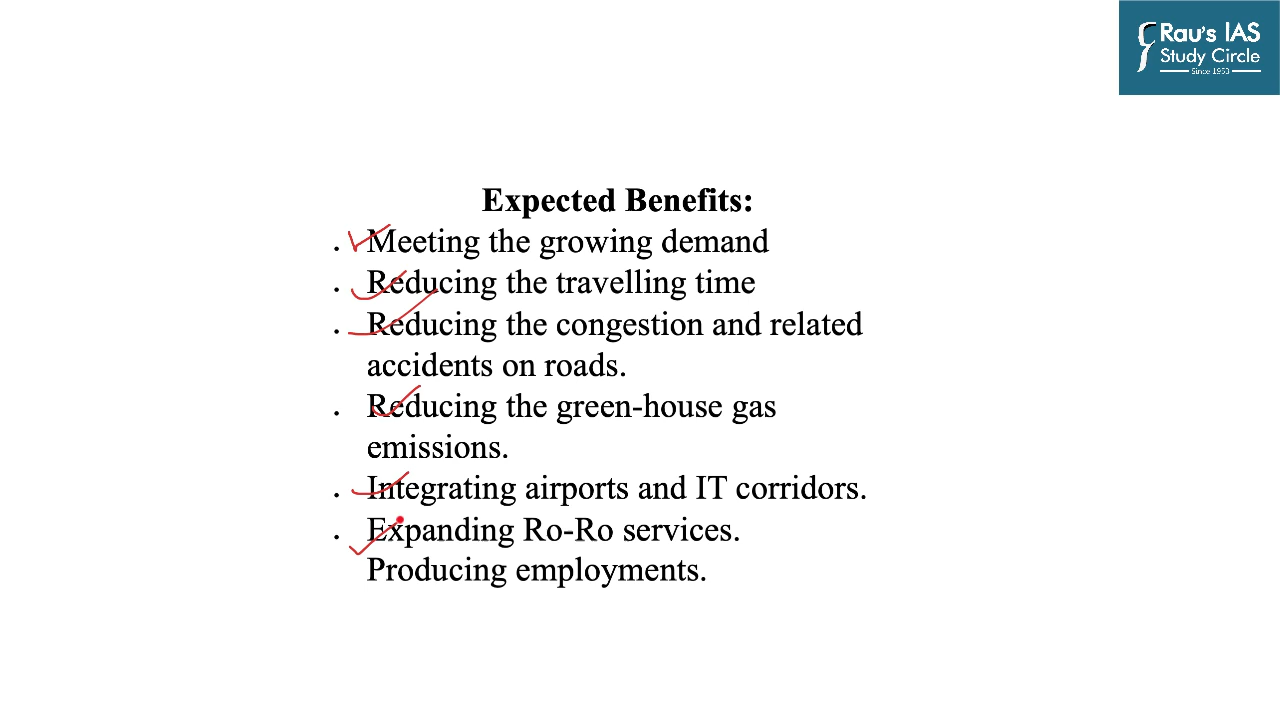 Rau's IAS
Study Circle
Since 1953
Expected Benefits:
• Meeting the growing demand
• Reducing the travelling time
• Reducing the congestion and related
accidents on roads.
• Reducing the green-house gas
emissions.
• Integrating airports and IT corridors.
• Expanding Ro-Ro services.
Producing employments.